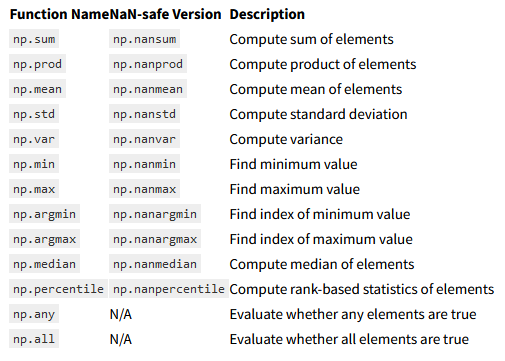 Function Name NaN-safe Version Description
np.sum np.nansum Compute sum of elements
np.prod np.nanprod Compute product of elements
np.mean np.nanmean Compute mean of elements
np.std np.nanstd Compute standard deviation
np.var np.nanvar Compute variance
np.min np.nanmin Find minimum value
np.max np.nanmax Find maximum value
np.argmin np.nanargmin Find index of minimum value
np.argmax np.nanargmax Find index of maximum value
np.median np.nanmedian Compute median of elements
np.percentile np.nanpercentile Compute rank-based statistics of elements
np.any N/A Evaluate whether any elements are true
np.all N/A Evaluate whether all elements are true